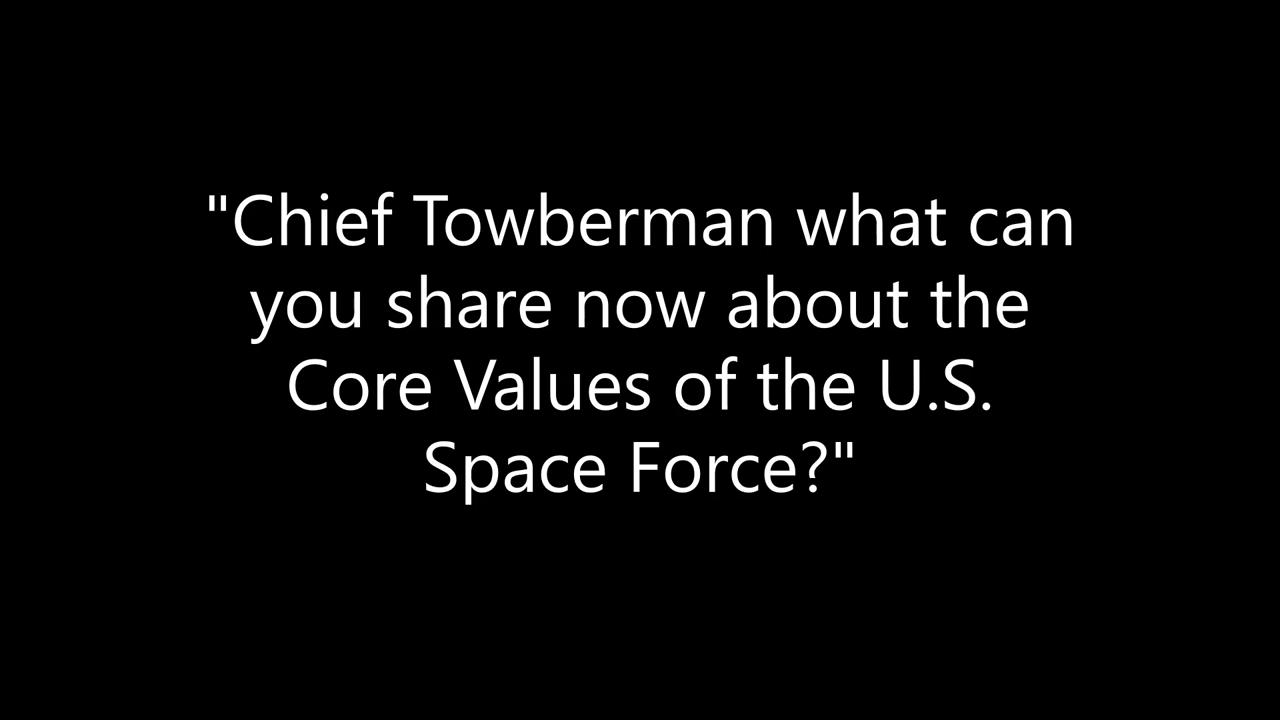 "Chief Towberman what can
you share now about the
Core Values of the U.S.
Space Force?"